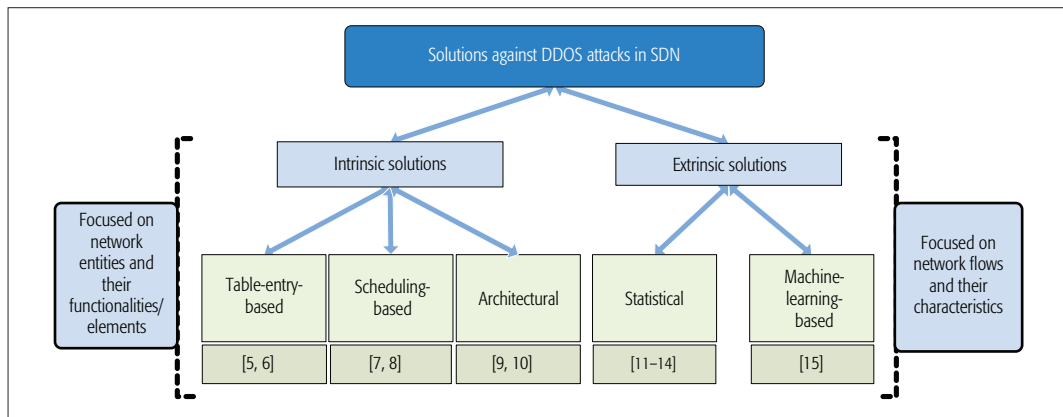 Solutions against DDOS attacks in SDN
Intrinsic solutions
Extrinsic solutions
Focused on
network
entities and
their
functionalities/
elements
Table-entry-
based
Scheduling-
based
Architectural
Statistical
Machine-
learning-
based
Focused on
network flows
and their
characteristics
[5, 6]
[7, 8]
[9, 10]
[11–14]
[15]